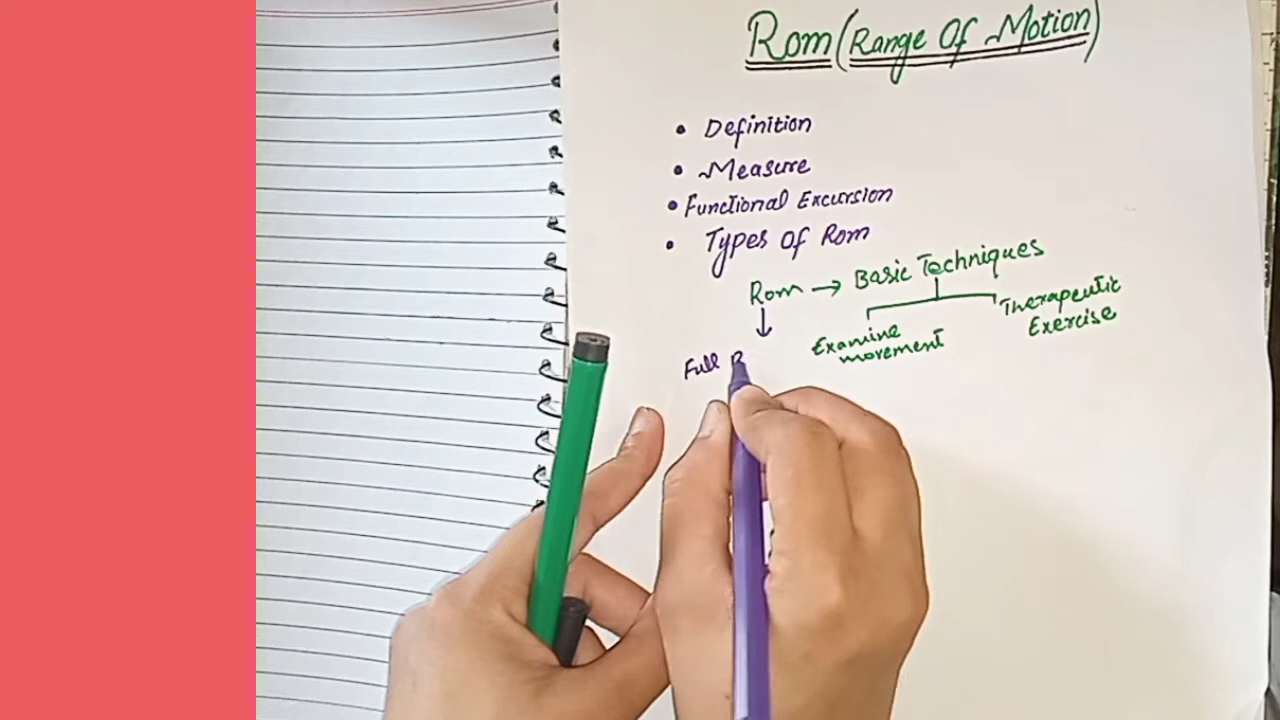 Rom (Range Of Motion)
• Definition
• Measure
• Functional Excursion
• Types Of Rom
Rom → Basic Techniques
↓
Examine movement
Therapeutic Exercise
Full